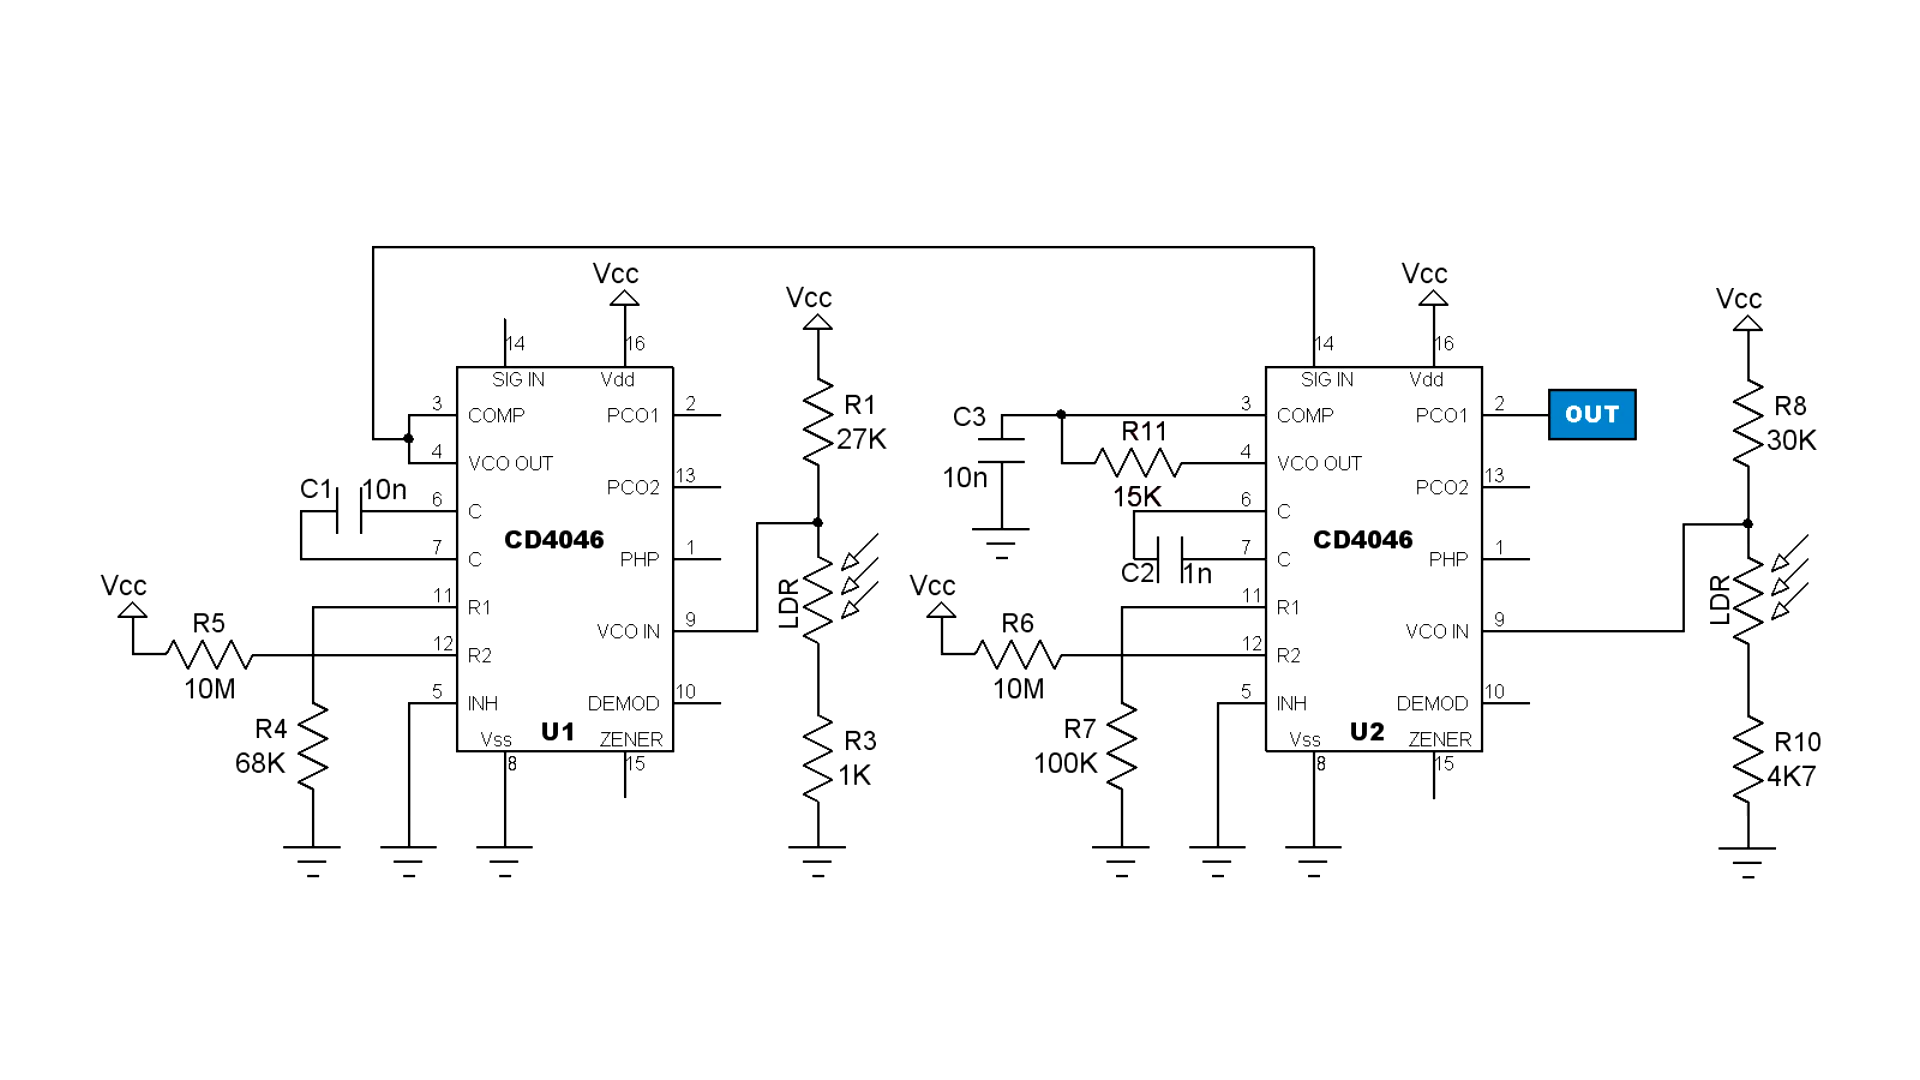 Vcc
14
16
SIG IN
Vdd
3
COMP
PCO1
2
4
VCO OUT
PCO2
13
C1
10n
6
C
CD4046
7
C
PHP
1
Vcc
R5
10M
11
R1
VCO IN
9
12
R2
5
INH
DEMOD
10
R4
68K
U1
Vss
ZENER
8
15
Vcc
R1
27K
LDR
R3
1K
Vcc
14
16
SIG IN
Vdd
C3
10n
3
COMP
PCO1
2
OUT
R11
15K
4
VCO OUT
PCO2
13
6
C
CD4046
C2
1n
7
C
PHP
1
Vcc
R6
10M
11
R1
VCO IN
9
12
R2
5
INH
DEMOD
10
R7
100K
U2
Vss
ZENER
8
15
Vcc
R8
30K
LDR
R10
4K7